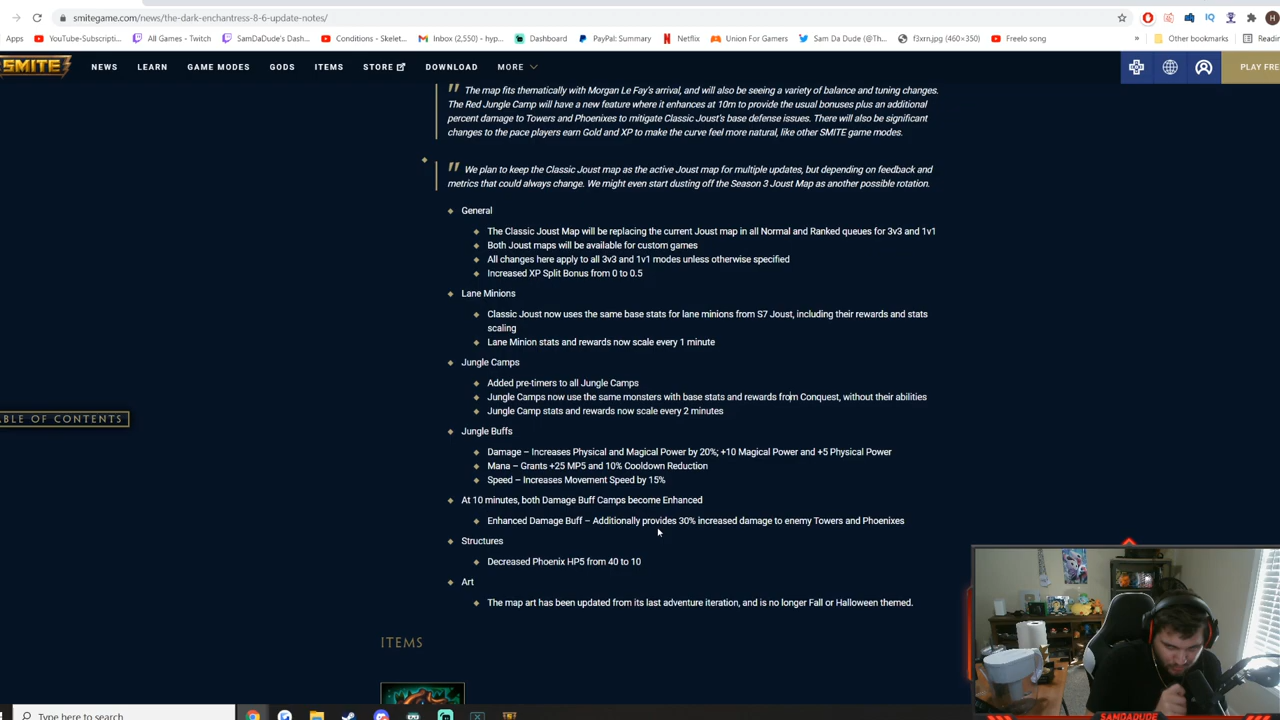 smitegame.com/news/the-dark-enchantress-8-6-update-notes/
Apps YouTube-Subscripti... All Games - Twitch SamDaDude's Dash... Conditions - Skelet... Inbox (2,550) - hyp... Dashboard PayPal: Summary Netflix Union For Gamers Sam Da Dude (@Th... f3xrn.jpg (460×350) Freelo soon » Other bookmarks
SMITE NEWS LEARN GAME MODES GODS ITEMS STORE DOWNLOAD MORE PLAY FRE
The map fits thematically with Morgan Le Fay's arrival, and will also be seeing a variety of balance and tuning changes.
The Red Jungle Camp will have a new feature where it enhances at 10m to provide the usual bonuses plus an additional
percent damage to Towers and Phoenixes to mitigate Classic Joust's base defense issues. There will also be significant
changes to the pace players earn Gold and XP to make the curve feel more natural, like other SMITE game modes.
We plan to keep the Classic Joust map as the active Joust map for multiple updates, but depending on feedback and
metrics that could always change. We might even start dusting off the Season 3 Joust Map as another possible rotation.
General
The Classic Joust Map will be replacing the current Joust map in all Normal and Ranked queues for 3v3 and 1v1
Both Joust maps will be available for custom games
All changes here apply to all 3v3 and 1v1 modes unless otherwise specified
Increased XP Split Bonus from 0 to 0.5
Lane Minions
Classic Joust now uses the same base stats for lane minions from S7 Joust, including their rewards and stats
scaling
Lane Minion stats and rewards now scale every 1 minute
Jungle Camps
Added pre-timers to all Jungle Camps
Jungle Camps now use the same monsters with base stats and rewards from Conquest, without their abilities
Jungle Camp stats and rewards now scale every 2 minutes
ABLE OF CONTENTS
Jungle Buffs
Damage – Increases Physical and Magical Power by 20%; +10 Magical Power and +5 Physical Power
Mana – Grants +25 MP5 and 10% Cooldown Reduction
Speed – Increases Movement Speed by 15%
At 10 minutes, both Damage Buff Camps become Enhanced
Enhanced Damage Buff – Additionally provides 30% increased damage to enemy Towers and Phoenixes
Structures
Decreased Phoenix HP5 from 40 to 10
Art
The map art has been updated from its last adventure iteration, and is no longer Fall or Halloween themed.
ITEMS
Type here to search
SAMDADUDE